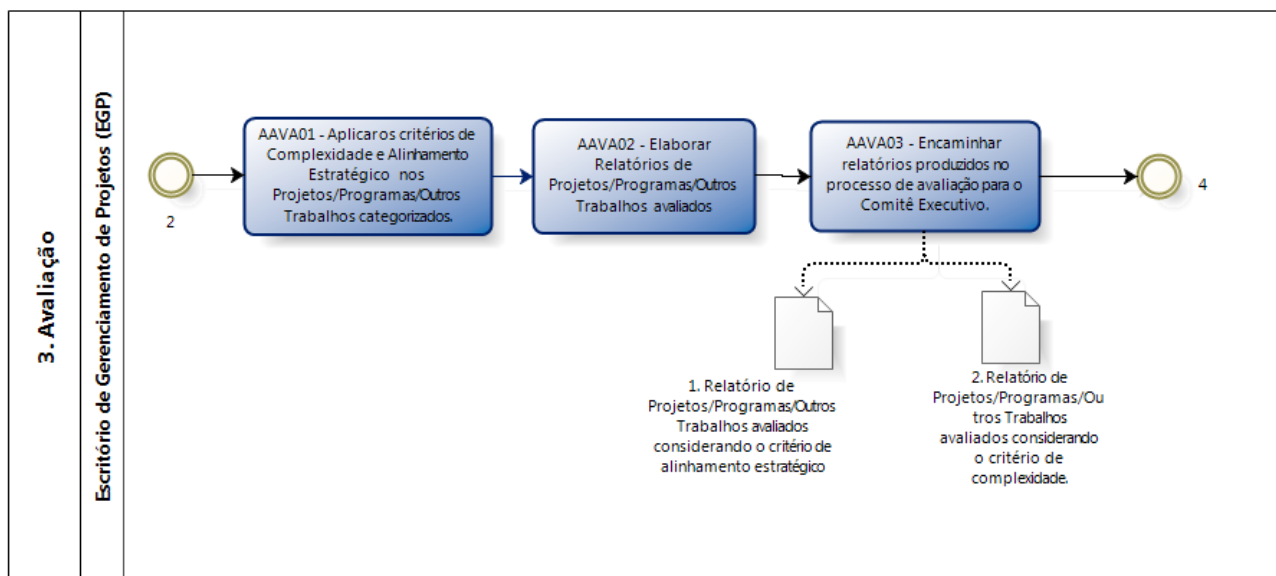 3. Avaliação
Escritório de Gerenciamento de Projetos (EGP)
2
AAVA01 - Aplicar os critérios de
Complexidade e Alinhamento
Estratégico nos
Projetos/Programas/Outros
Trabalhos categorizados.
AAVA02 - Elaborar
Relatórios de
Projetos/Programas/Outros
Trabalhos avaliados
AAVA03 - Encaminhar
relatórios produzidos no
processo de avaliação para o
Comitê Executivo.
4
1. Relatório de
Projetos/Programas/Outros
Trabalhos avaliados
considerando o critério de
alinhamento estratégico
2. Relatório de
Projetos/Programas/Ou
tros Trabalhos
avaliados considerando
o critério de
complexidade.